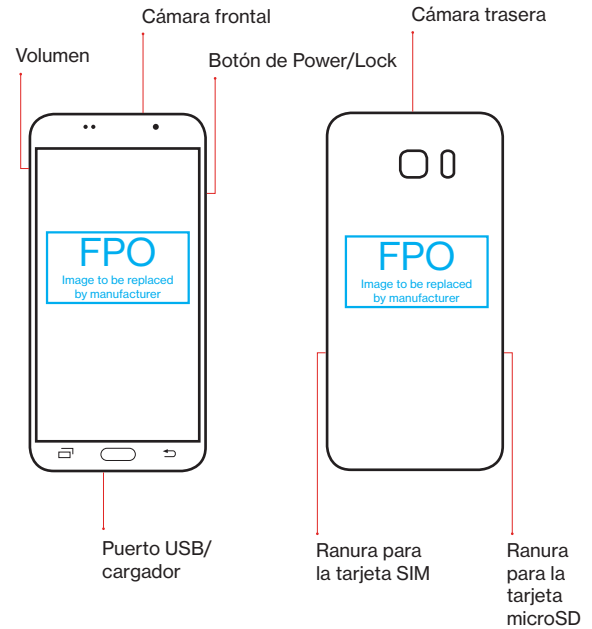 Cámara frontal
Cámara trasera
Volumen
Botón de Power/Lock
FPO
Image to be replaced
by manufacturer
FPO
Image to be replaced
by manufacturer
Puerto USB/
cargador
Ranura para
la tarjeta SIM
Ranura
para la
tarjeta
microSD